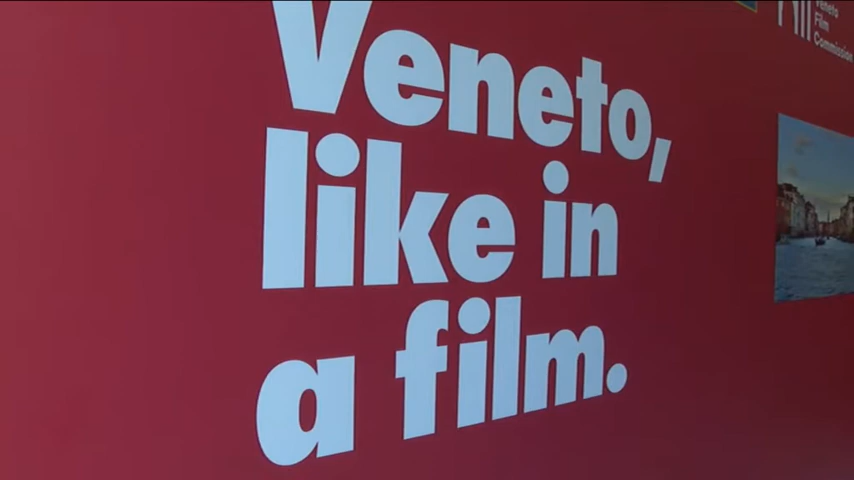 Veneto,
like in
a film.
Veneto
Film
Commission